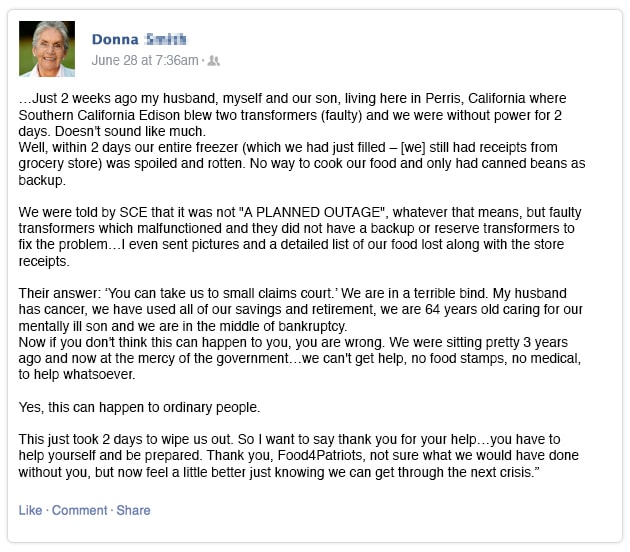 Donna
June 28 at 7:36am ·
…Just 2 weeks ago my husband, myself and our son, living here in Perris, California where
Southern California Edison blew two transformers (faulty) and we were without power for 2
days. Doesn't sound like much.
Well, within 2 days our entire freezer (which we had just filled – [we] still had receipts from
grocery store) was spoiled and rotten. No way to cook our food and only had canned beans as
backup.
We were told by SCE that it was not "A PLANNED OUTAGE", whatever that means, but faulty
transformers which malfunctioned and they did not have a backup or reserve transformers to
fix the problem…I even sent pictures and a detailed list of our food lost along with the store
receipts.
Their answer: ‘You can take us to small claims court.’ We are in a terrible bind. My husband
has cancer, we have used all of our savings and retirement, we are 64 years old caring for our
mentally ill son and we are in the middle of bankruptcy.
Now if you don't think this can happen to you, you are wrong. We were sitting pretty 3 years
ago and now at the mercy of the government…we can't get help, no food stamps, no medical,
to help whatsoever.
Yes, this can happen to ordinary people.
This just took 2 days to wipe us out. So I want to say thank you for your help…you have to
help yourself and be prepared. Thank you, Food4Patriots, not sure what we would have done
without you, but now feel a little better just knowing we can get through the next crisis.”
Like · Comment · Share